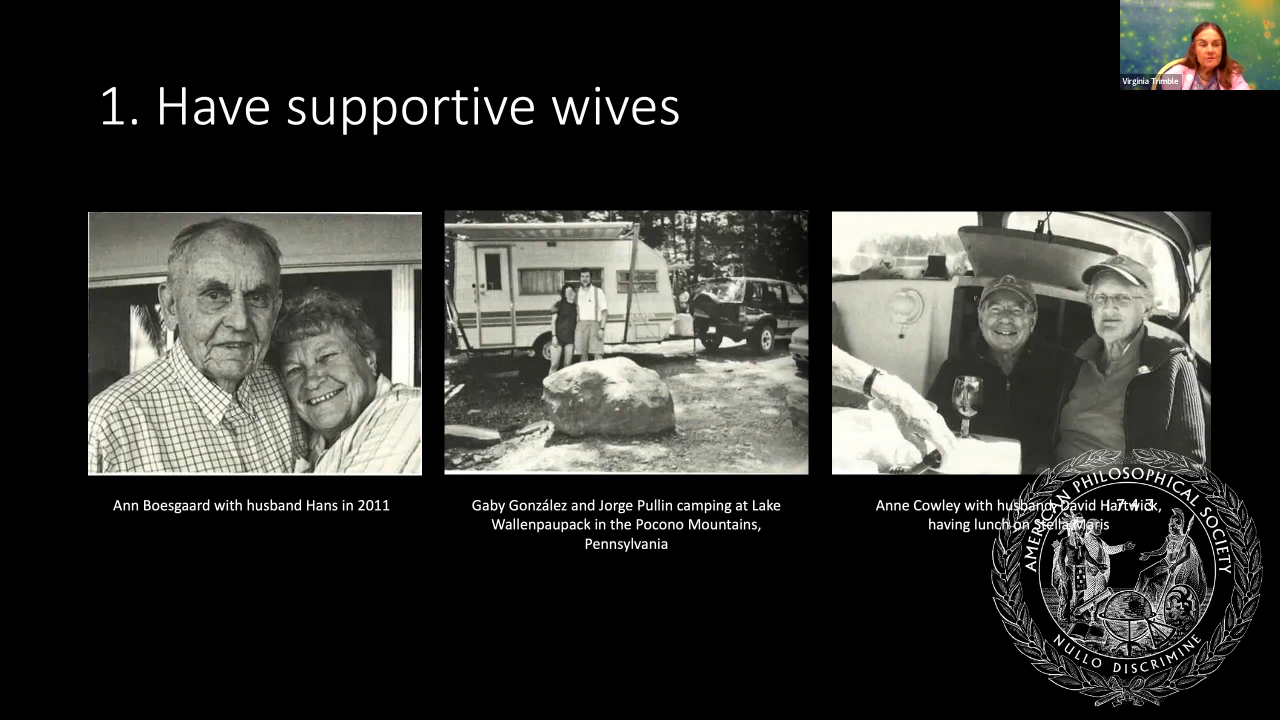 Virginia Trimble
1. Have supportive wives
Ann Boesgaard with husband Hans in 2011
Gaby González and Jorge Pullin camping at Lake
Wallenpaupack in the Pocono Mountains,
Pennsylvania
Anne Cowley with husband, David Hartwick,
having lunch on Stella Maris
AMERICAN PHILOSOPHICAL SOCIETY
1743
NULLO DISCRIMINE